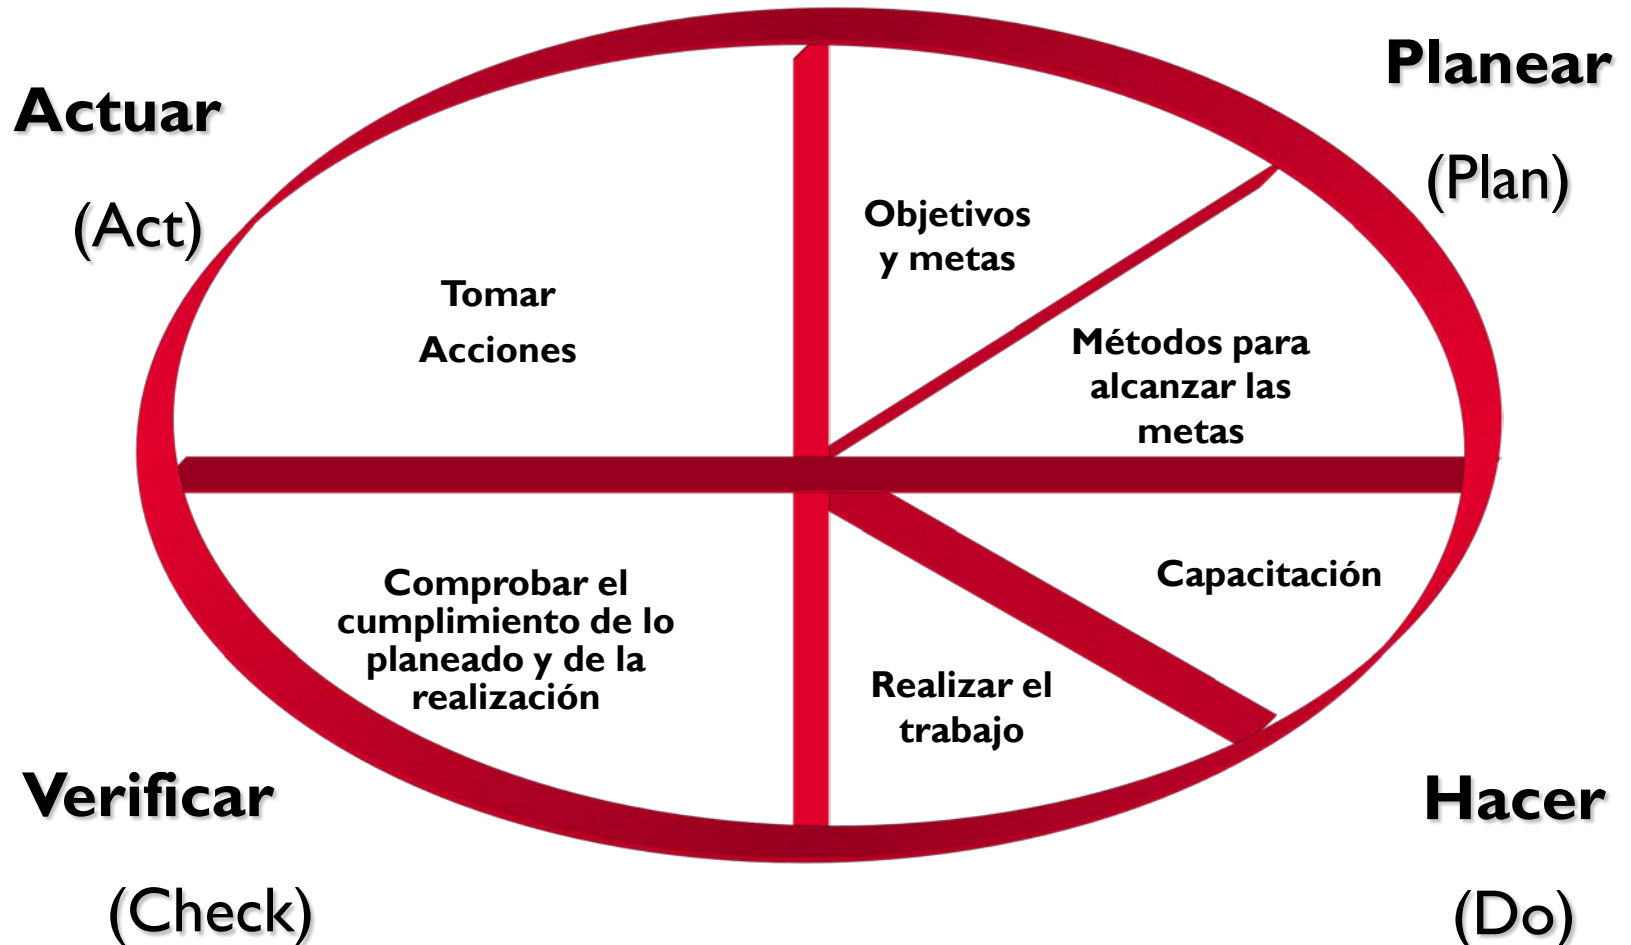 Planear
(Plan)
Objetivos
y metas
Métodos para
alcanzar las
metas
Hacer
(Do)
Capacitación
Realizar el
trabajo
Verificar
(Check)
Comprobar el
cumplimiento de lo
planeado y de la
realización
Actuar
(Act)
Tomar
Acciones